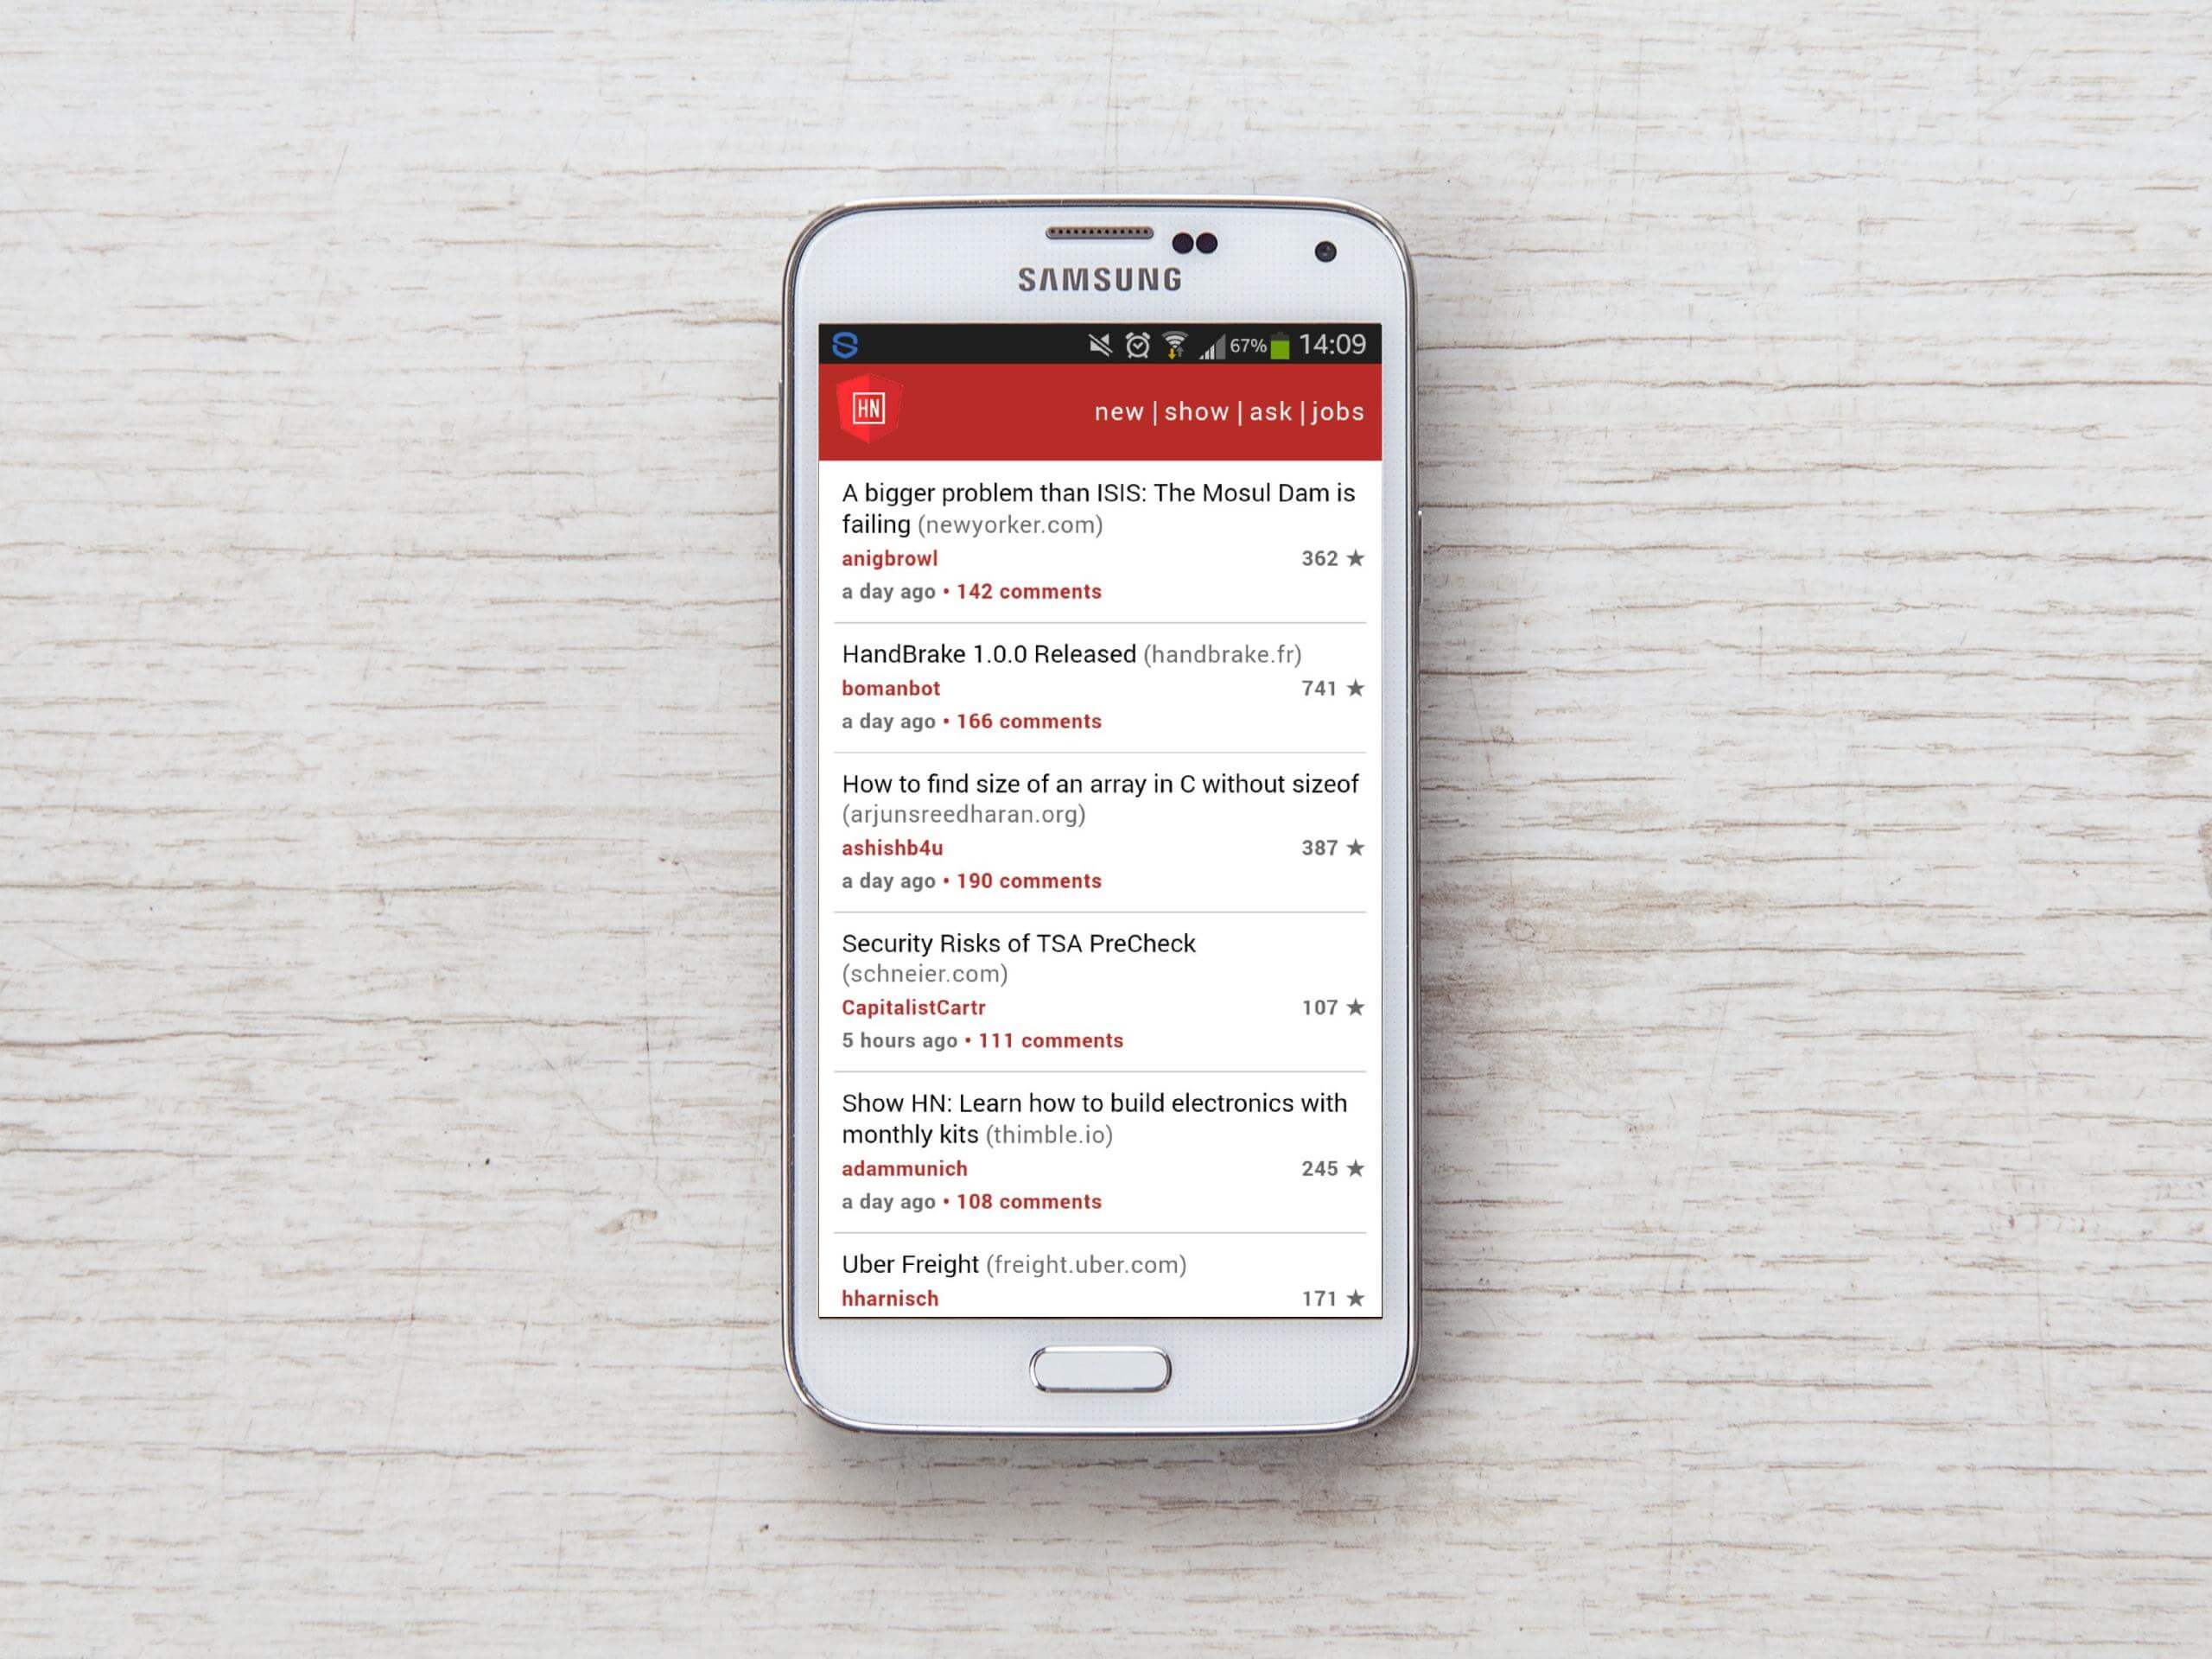 SAMSUNG
67% 14:09
HN
new | show | ask | jobs
A bigger problem than ISIS: The Mosul Dam is
failing (newyorker.com)
anigbrowl 362 ★
a day ago • 142 comments
HandBrake 1.0.0 Released (handbrake.fr)
bomanbot 741 ★
a day ago • 166 comments
How to find size of an array in C without sizeof
(arjunsreedharan.org)
ashishb4u 387 ★
a day ago • 190 comments
Security Risks of TSA PreCheck
(schneier.com)
CapitalistCartr 107 ★
5 hours ago • 111 comments
Show HN: Learn how to build electronics with
monthly kits (thimble.io)
adammunich 245 ★
a day ago • 108 comments
Uber Freight (freight.uber.com)
hharnisch 171 ★